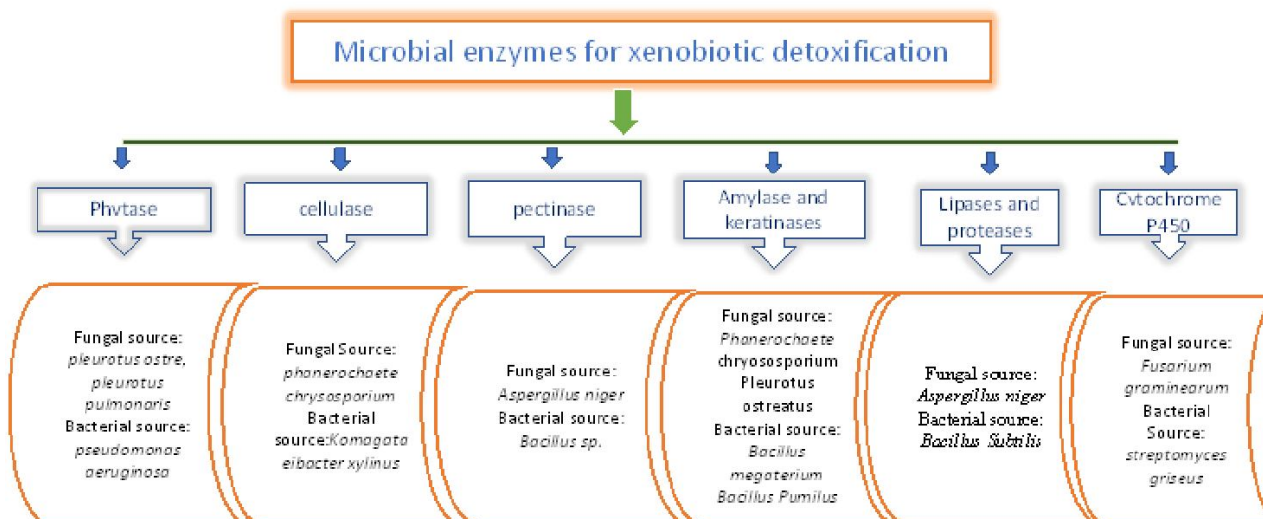 Microbial enzymes for xenobiotic detoxification
Phytase
cellulase
pectinase
Amylase and
keratinases
Lipases and
proteases
Cytochrome
P450
Fungal source:
pleurotus ostre,
pleurotus
pulmonaris
Bacterial source:
pseudomonas
aeruginosa
Fungal Source:
phanerochaete
chrysosporium
Bacterial
source:Komagata
eibacter xylinus
Fungal source:
Aspergillus niger
Bacterial source:
Bacillus sp.
Fungal source:
Phanerochaete
chryososporium
Pleurotus
ostreatus
Bacterial source:
Bacillus
megaterium
Bacillus Pumilus
Fungal source:
Aspergillus niger
Bacterial source:
Bacillus Subtilis
Fungal source:
Fusarium
graminearum
Bacterial
Source:
streptomyces
griseus